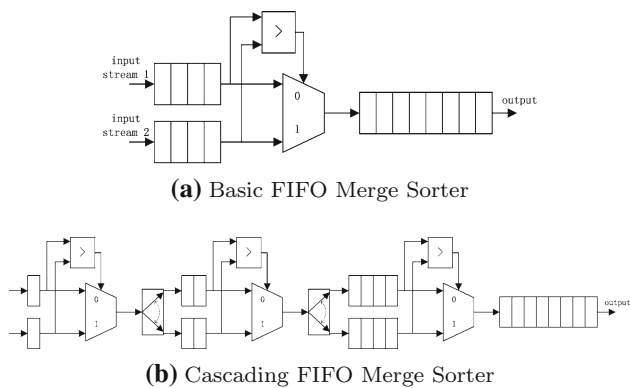 >
input
stream 1
0
1
output
input
stream 2
(a) Basic FIFO Merge Sorter
>
0
1
>
0
1
>
0
1
output
(b) Cascading FIFO Merge Sorter